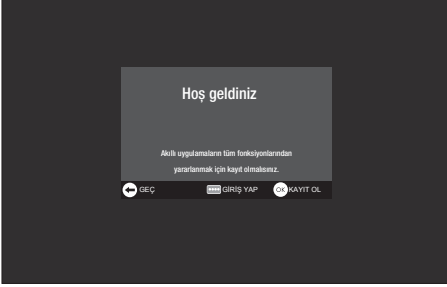 Hoş geldiniz
Akıllı uygulamaların tüm fonksiyonlarından
yararlanmak için kayıt olmalısınız.
GEÇ GİRİŞ YAP OK KAYIT OL